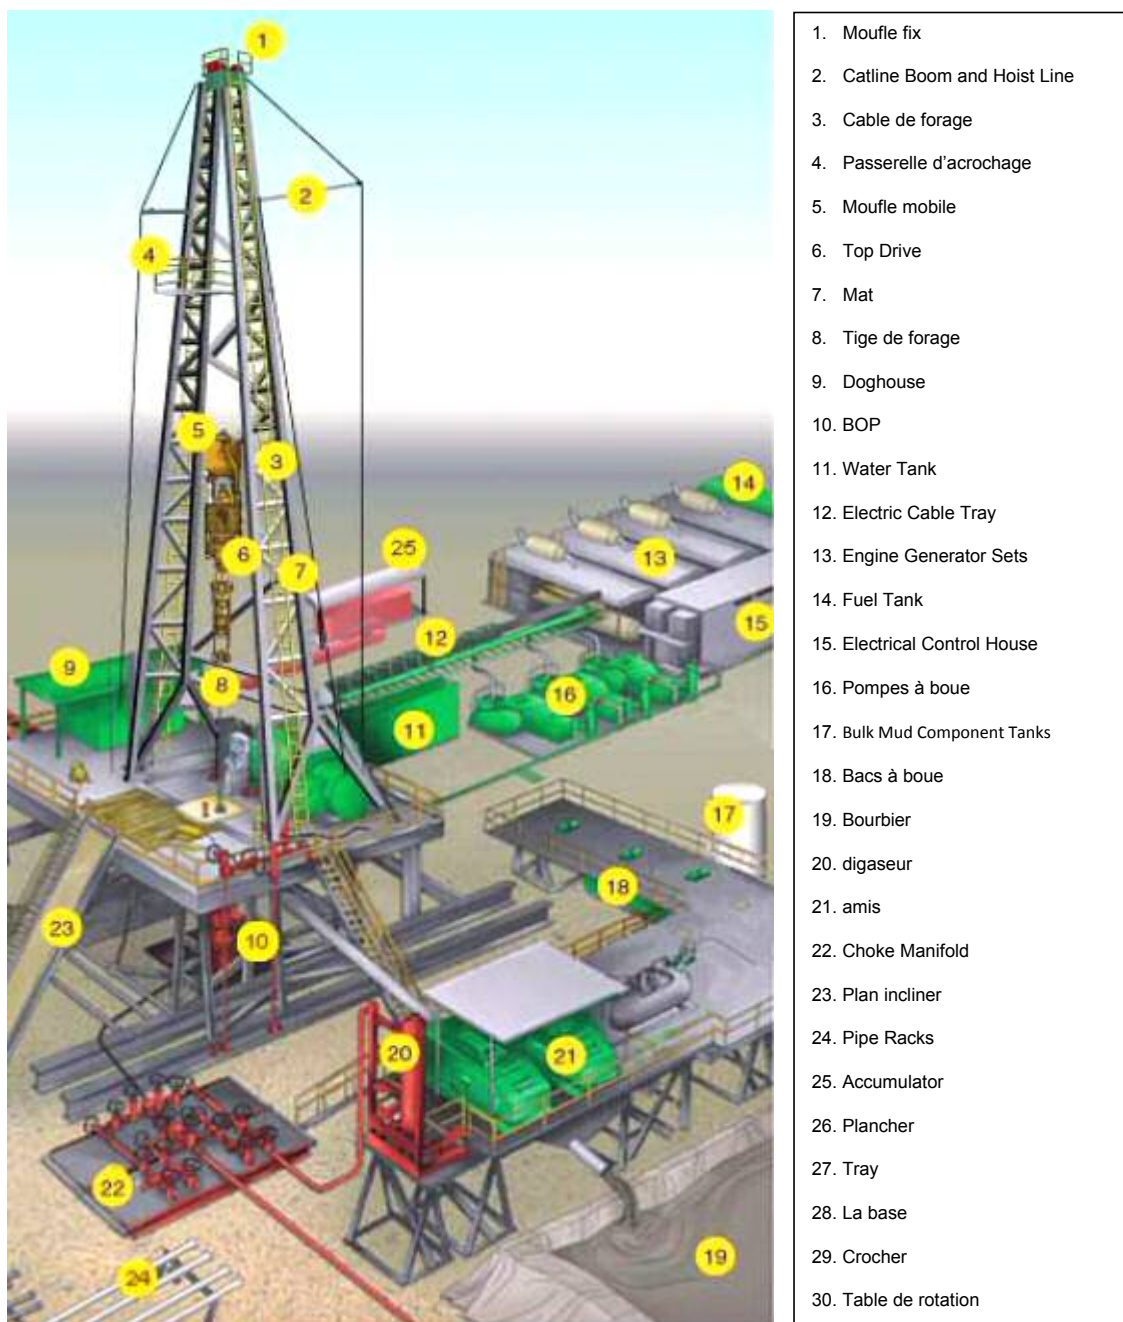 1
2
4
5
3
14
13
25
6
7
12
15
9
8
16
11
17
18
23
10
20
21
22
19
24
1. Moufle fix
2. Catline Boom and Hoist Line
3. Cable de forage
4. Passerelle d'acrochage
5. Moufle mobile
6. Top Drive
7. Mat
8. Tige de forage
9. Doghouse
10. BOP
11. Water Tank
12. Electric Cable Tray
13. Engine Generator Sets
14. Fuel Tank
15. Electrical Control House
16. Pompes à boue
17. Bulk Mud Component Tanks
18. Bacs à boue
19. Bourbier
20. digaseur
21. amis
22. Choke Manifold
23. Plan incliner
24. Pipe Racks
25. Accumulator
26. Plancher
27. Tray
28. La base
29. Crocher
30. Table de rotation